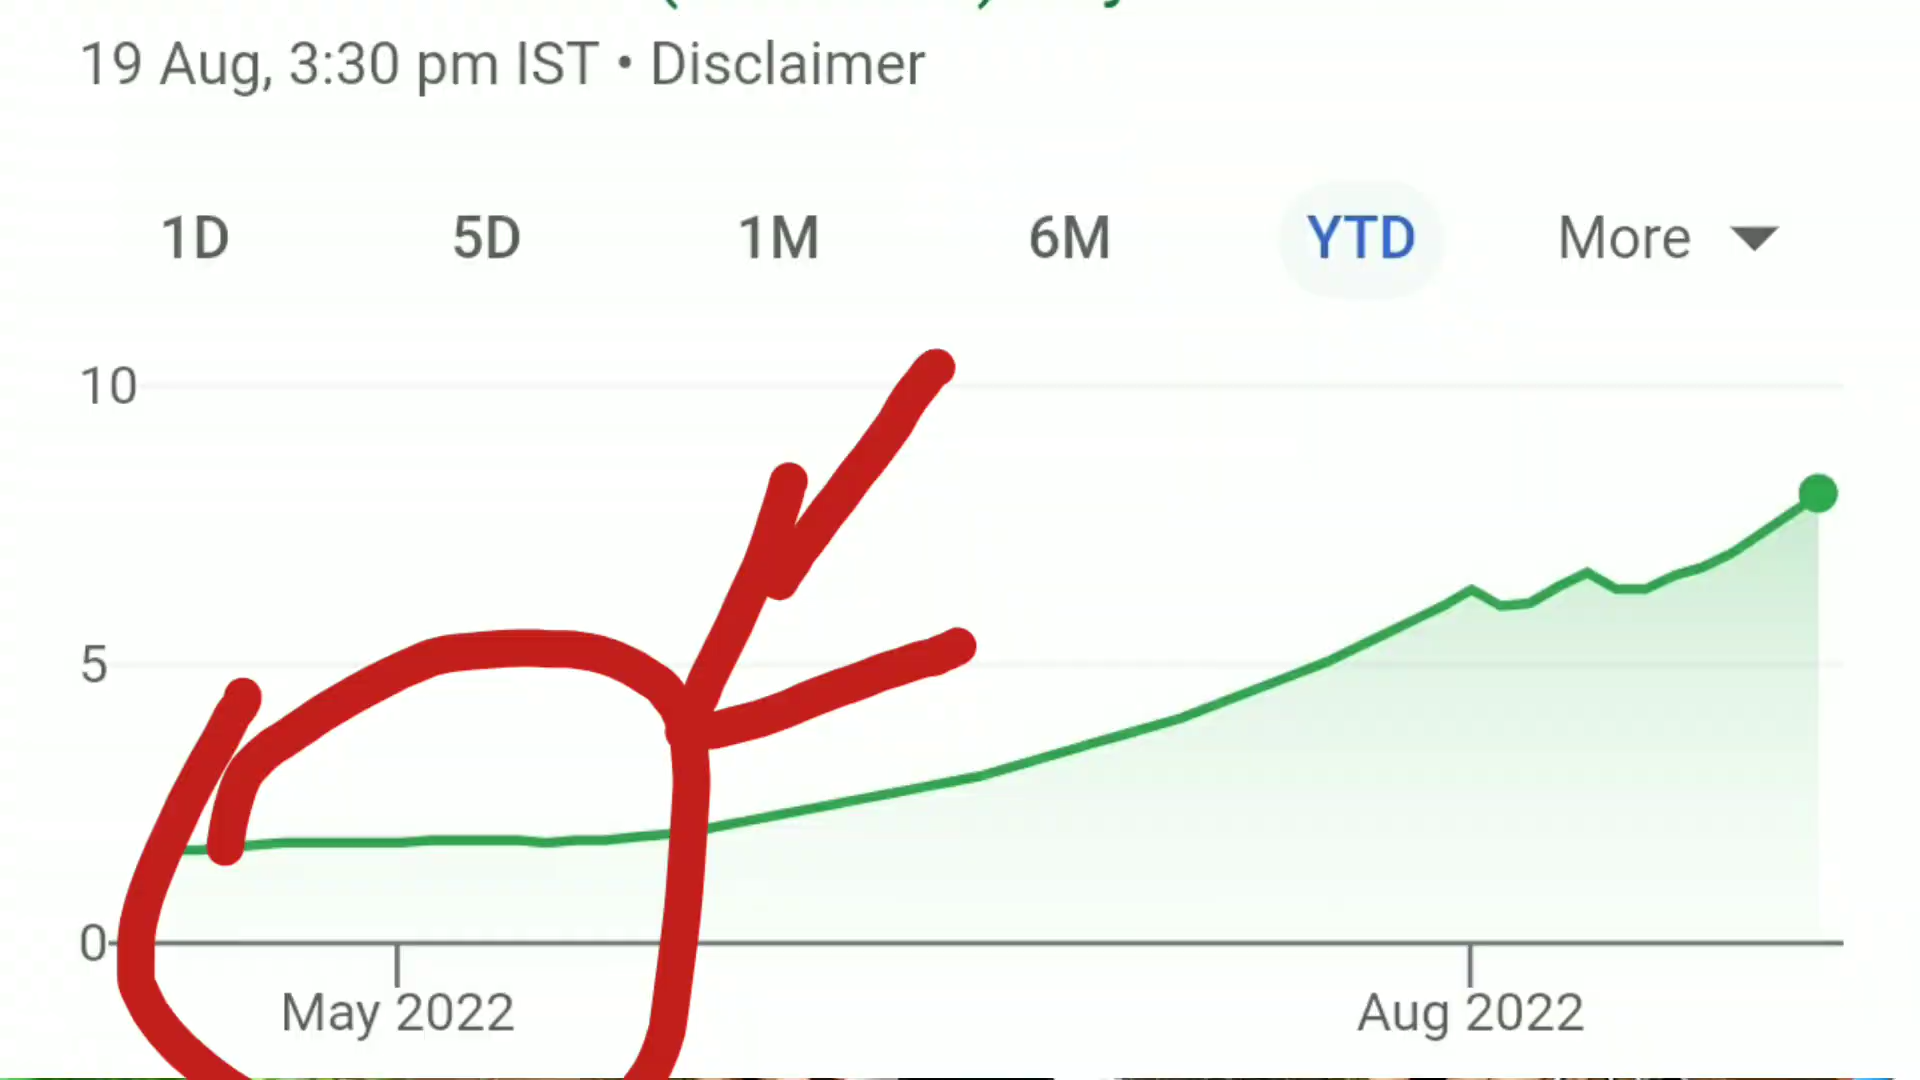 19 Aug, 3:30 pm IST • Disclaimer
1D 5D 1M 6M YTD More
10
5
0
May 2022 Aug 2022